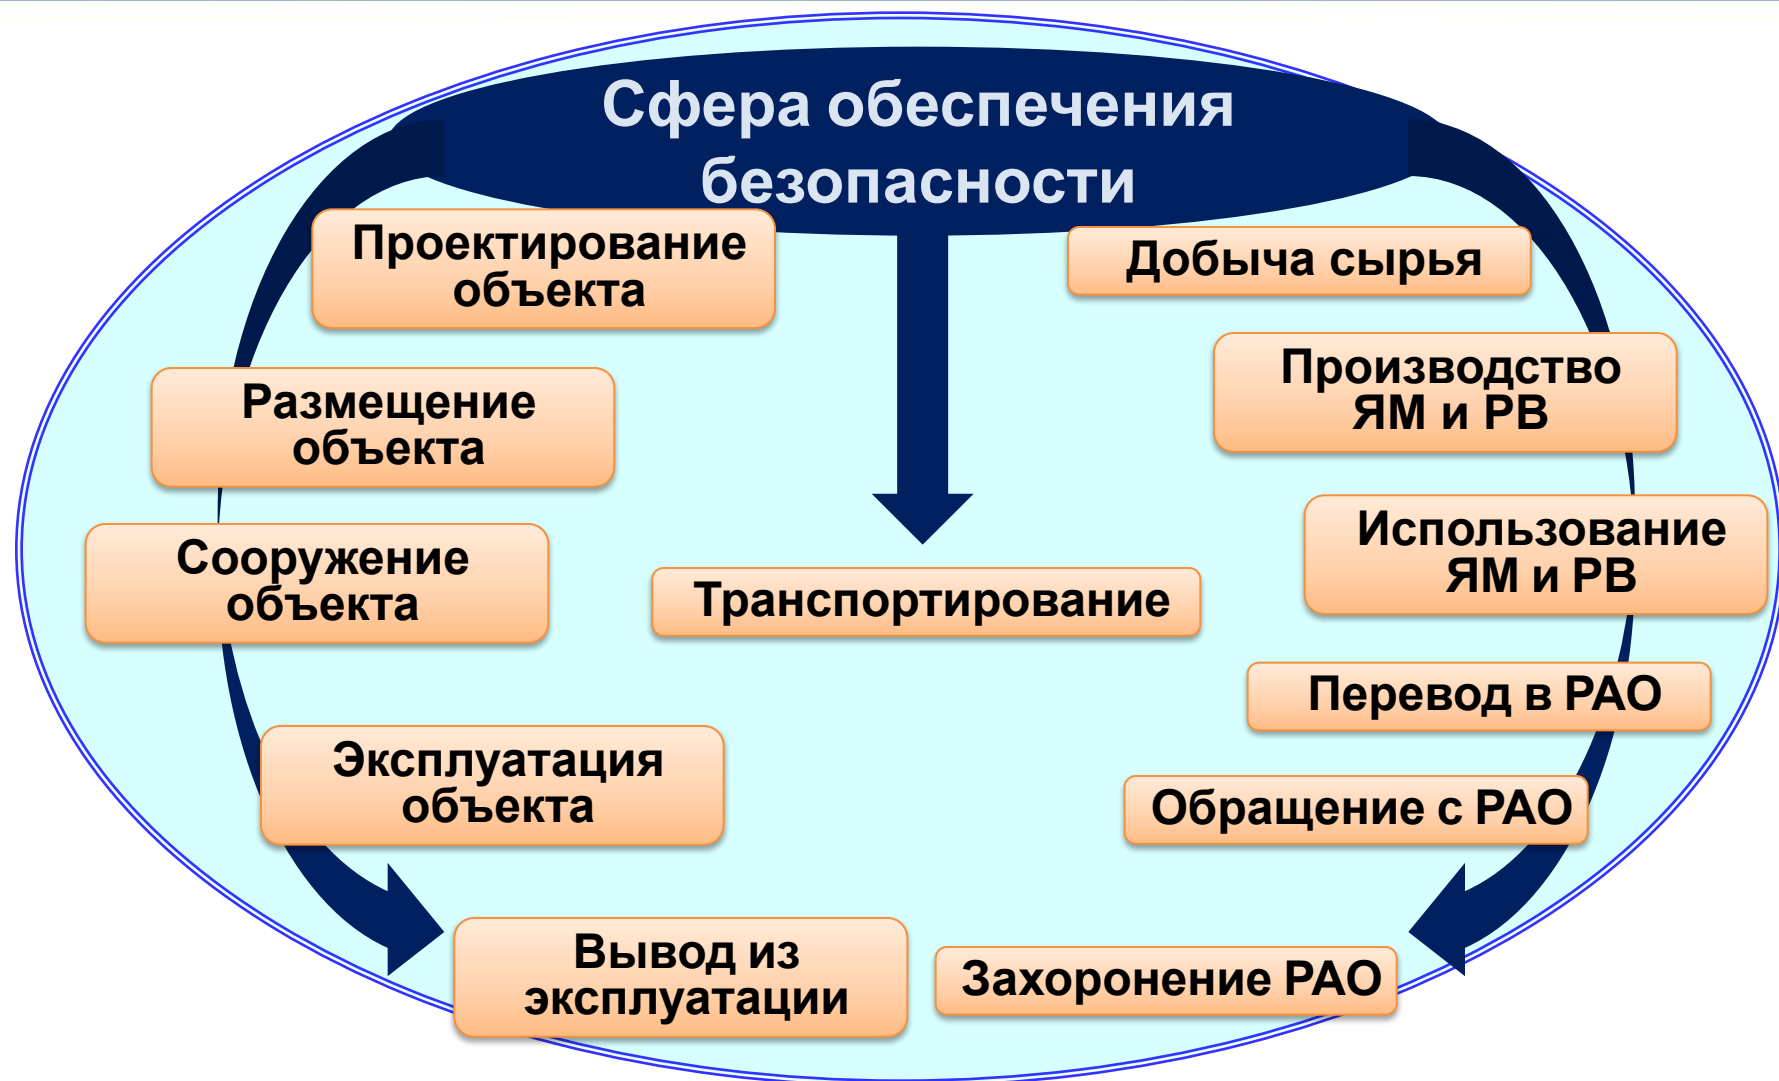 Сфера обеспечения
безопасности
Проектирование
объекта
Размещение
объекта
Сооружение
объекта
Эксплуатация
объекта
Вывод из
эксплуатации
Транспортирование
Добыча сырья
Производство
ЯМ и РВ
Использование
ЯМ и РВ
Перевод в РАО
Обращение с РАО
Захоронение РАО